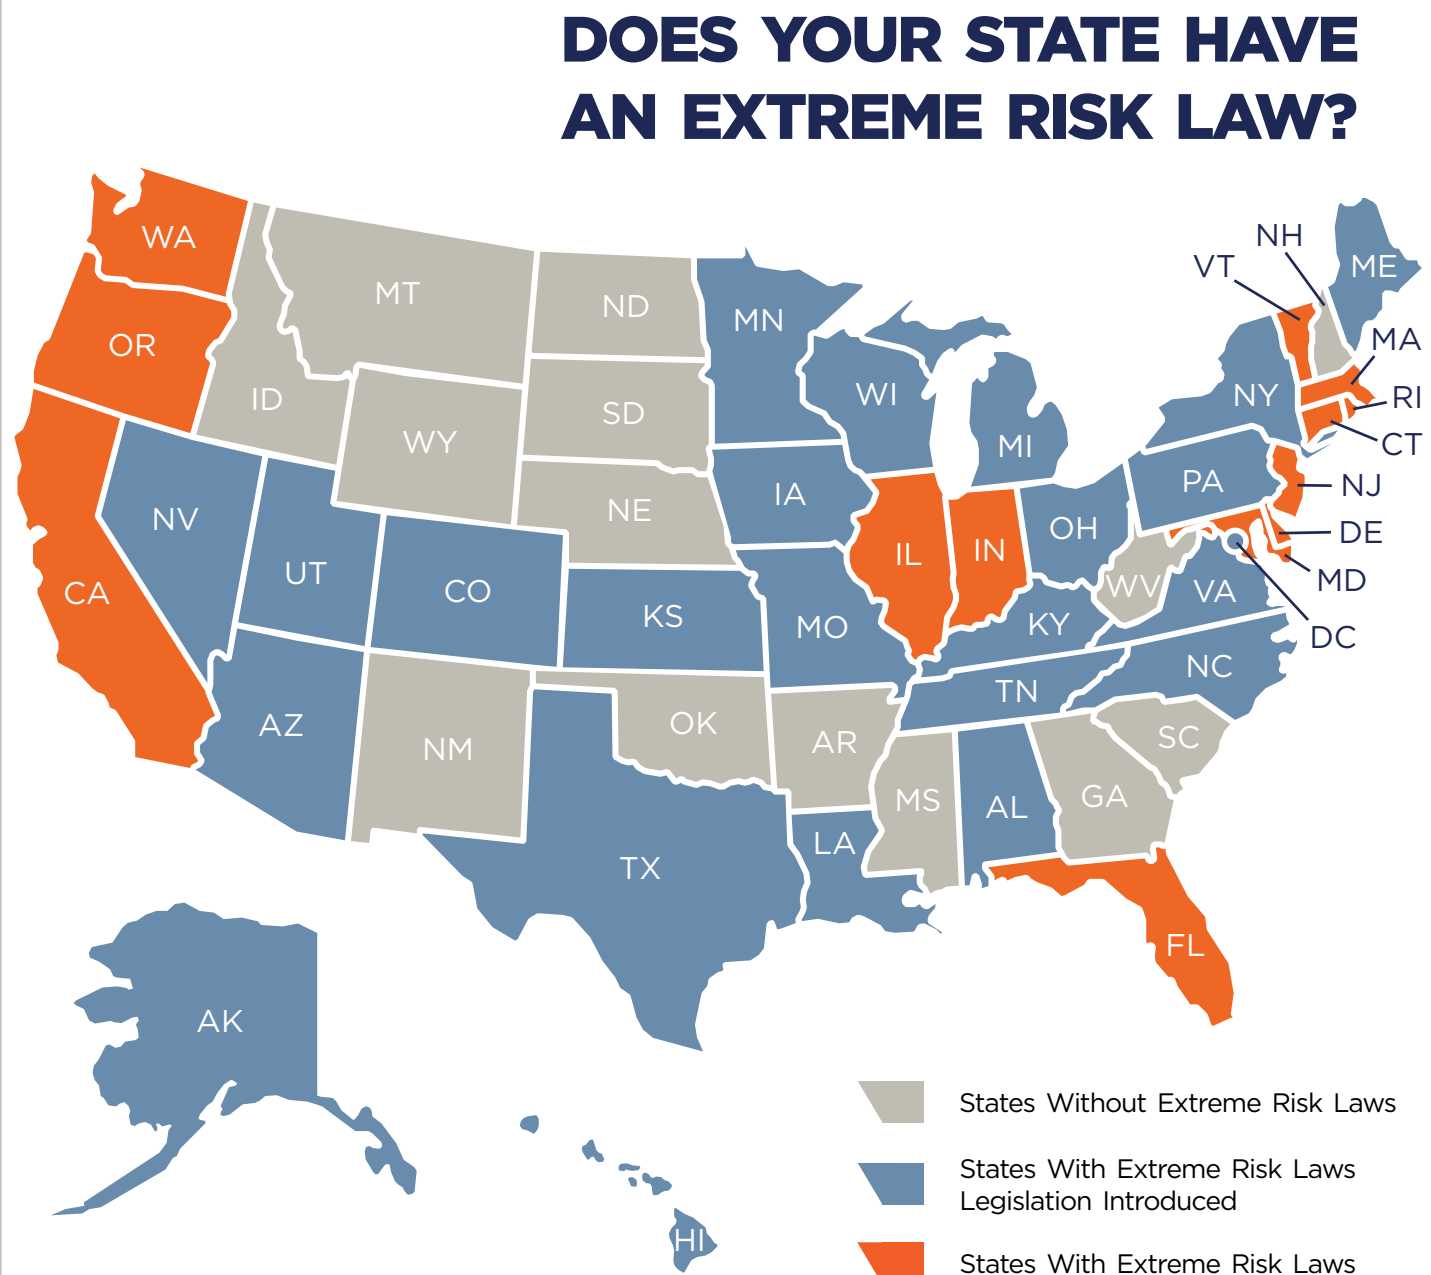 DOES YOUR STATE HAVE
AN EXTREME RISK LAW?
WA
OR
CA
ID
MT
WY
NV
UT
CO
AZ
NM
ND
SD
NE
KS
OK
TX
MN
IA
MO
AR
LA
WI
IL
MI
IN
OH
KY
TN
MS
AL
GA
FL
SC
NC
VA
WV
PA
NY
VT
NH
ME
MA
RI
CT
NJ
DE
MD
DC
AK
HI
States Without Extreme Risk Laws
States With Extreme Risk Laws
Legislation Introduced
States With Extreme Risk Laws